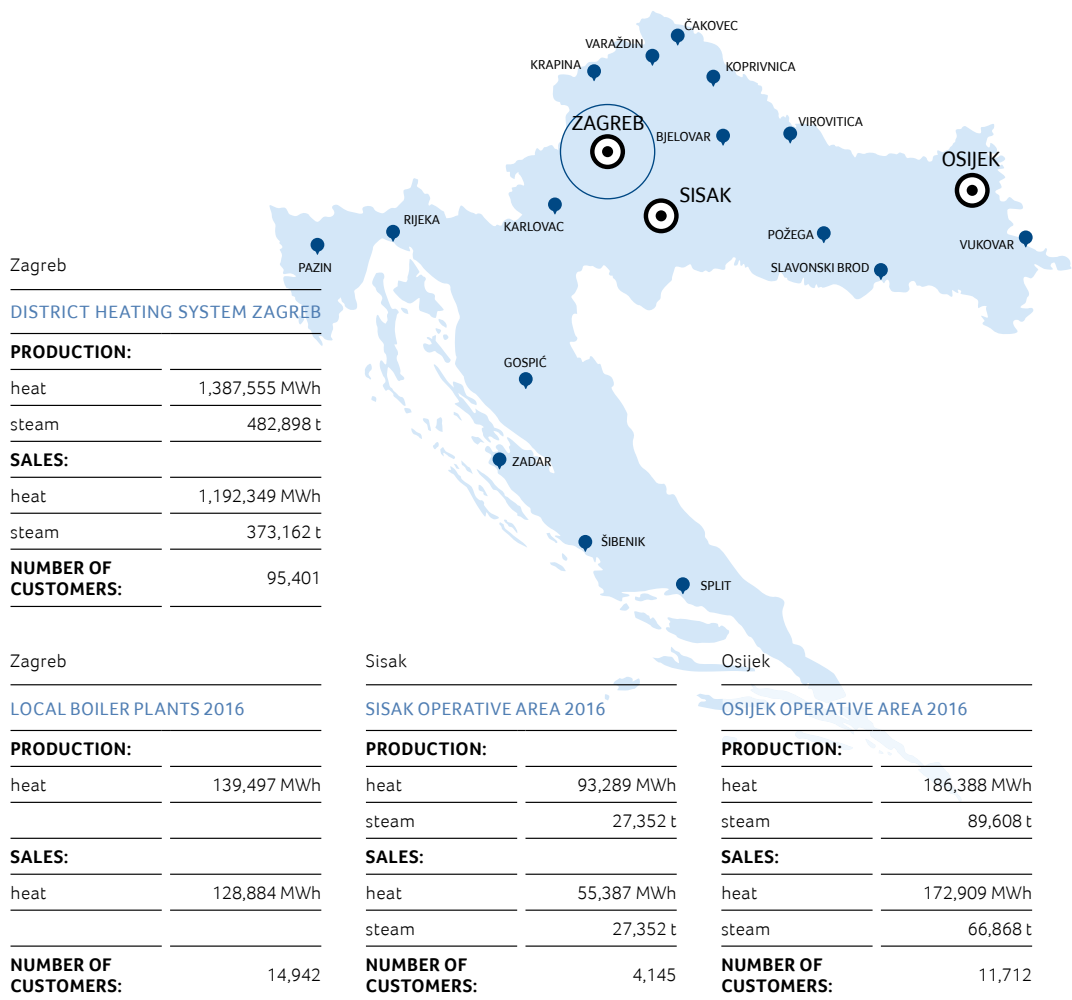 ČAKOVEC
VARAŽDIN
KRAPINA
KOPRIVNICA
ZAGREB
BJELOVAR
VIROVITICA
OSIJEK
SISAK
KARLOVAC
RIJEKA
PAZIN
POŽEGA
VUKOVAR
SLAVONSKI BROD
GOSPIĆ
ZADAR
ŠIBENIK
SPLIT
Zagreb
DISTRICT HEATING SYSTEM ZAGREB
PRODUCTION:
heat 1,387,555 MWh
steam 482,898 t
SALES:
heat 1,192,349 MWh
steam 373,162 t
NUMBER OF
CUSTOMERS: 95,401
Zagreb
LOCAL BOILER PLANTS 2016
PRODUCTION:
heat 139,497 MWh
SALES:
heat 128,884 MWh
NUMBER OF
CUSTOMERS: 14,942
Sisak
SISAK OPERATIVE AREA 2016
PRODUCTION:
heat 93,289 MWh
steam 27,352 t
SALES:
heat 55,387 MWh
steam 27,352 t
NUMBER OF
CUSTOMERS: 4,145
Osijek
OSIJEK OPERATIVE AREA 2016
PRODUCTION:
heat 186,388 MWh
steam 89,608 t
SALES:
heat 172,909 MWh
steam 66,868 t
NUMBER OF
CUSTOMERS: 11,712